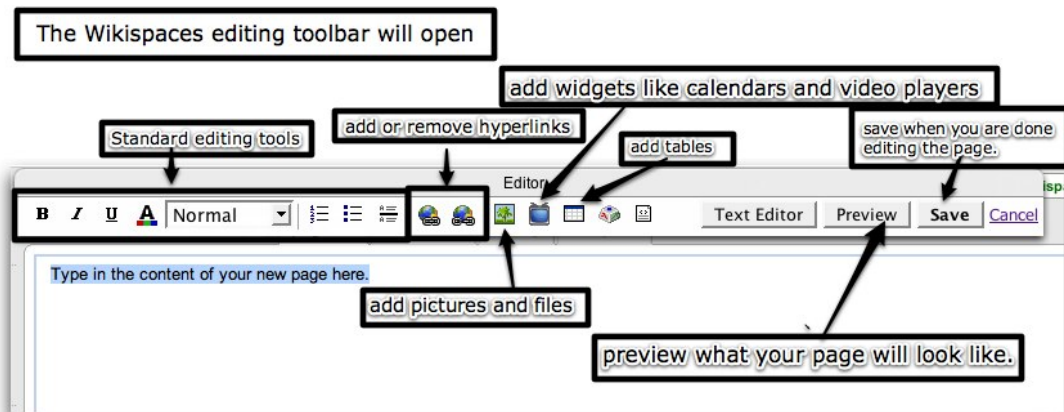 The Wikispaces editing toolbar will open
add widgets like calendars and video players
Standard editing tools
add or remove hyperlinks
add tables
save when you are done
editing the page.
Editor
B I U A Normal Text Editor Preview Save Cancel
Type in the content of your new page here.
add pictures and files
preview what your page will look like.